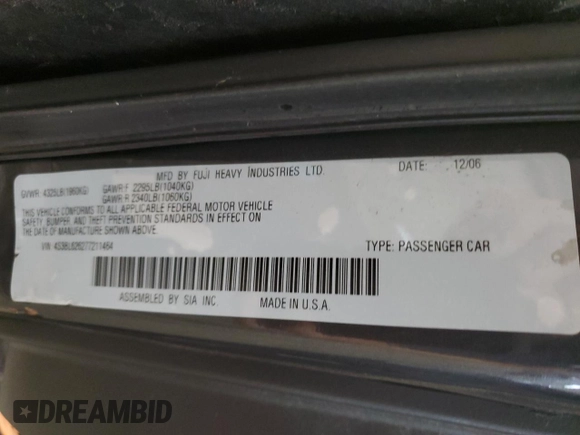 MFD BY FUJI HEAVY INDUSTRIES LTD. DATE: 12/06
GVWR: 4325LB(1960KG) GAWR:F 2295LB(1040KG)
GAWR:R 2340LB(1060KG)
THIS VEHICLE CONFORMS TO ALL APPLICABLE FEDERAL MOTOR VEHICLE
SAFETY, BUMPER, AND THEFT PREVENTION STANDARDS IN EFFECT ON
THE DATE OF MANUFACTURE SHOWN ABOVE.
VIN: TYPE: PASSENGER CAR
ASSEMBLED BY SIA INC. MADE IN U.S.A.
DREAMBID